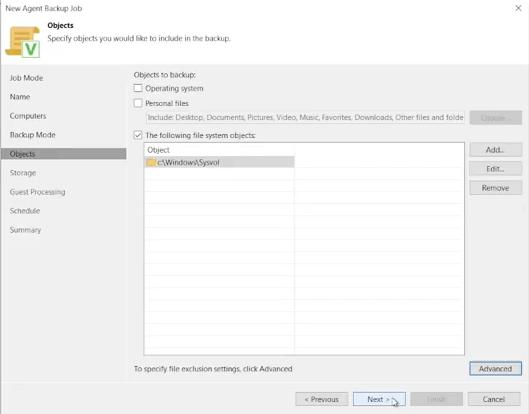 New Agent Backup Job
Objects
Specify objects you would like to include in the backup.
Job Mode
Name
Computers
Backup Mode
Objects
Storage
Guest Processing
Schedule
Summary
Objects to backup:
Operating system
Personal files
Include: Desktop, Documents, Pictures, Video, Music, Favorites, Downloads, Other files and folde
Choose...
The following file system objects:
Object
c:\Windows\Sysvol
Add...
Edit...
Remove
To specify file exclusion settings, click Advanced
Advanced
< Previous
Next >
Finish
Cancel